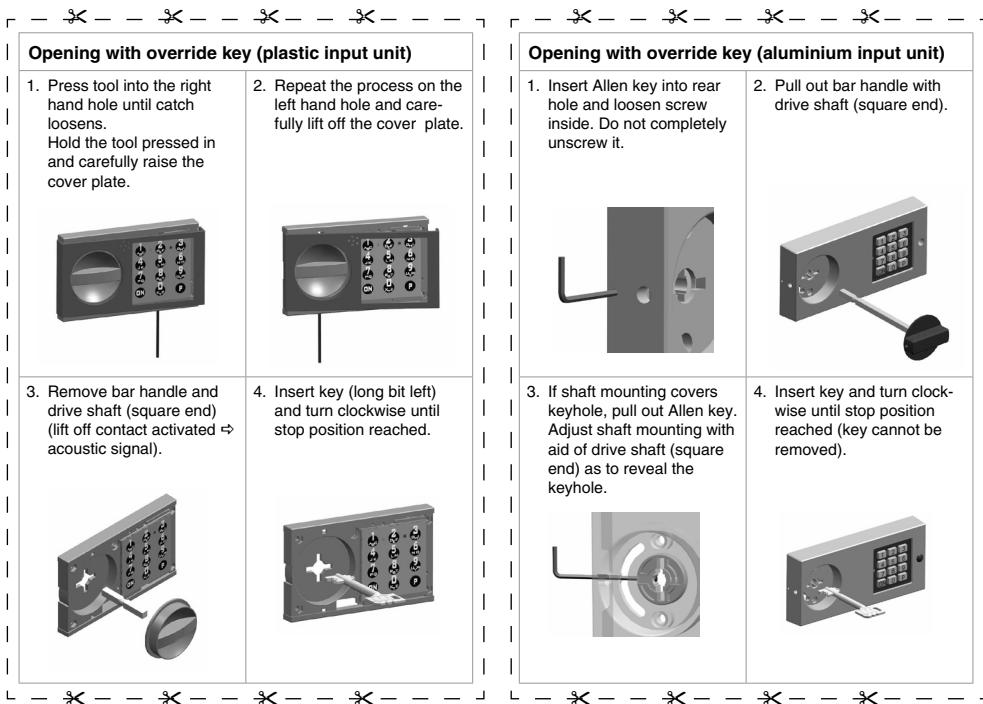 Opening with override key (plastic input unit)
1. Press tool into the right
hand hole until catch
loosens.
Hold the tool pressed in
and carefully raise the
cover plate.
2. Repeat the process on the
left hand hole and care-
fully lift off the cover plate.
3. Remove bar handle and
drive shaft (square end)
(lift off contact activated ⇨
acoustic signal).
4. Insert key (long bit left)
and turn clockwise until
stop position reached.
Opening with override key (aluminium input unit)
1. Insert Allen key into rear
hole and loosen screw
inside. Do not completely
unscrew it.
2. Pull out bar handle with
drive shaft (square end).
3. If shaft mounting covers
keyhole, pull out Allen key.
Adjust shaft mounting with
aid of drive shaft (square
end) as to reveal the
keyhole.
4. Insert key and turn clock-
wise until stop position
reached (key cannot be
removed).